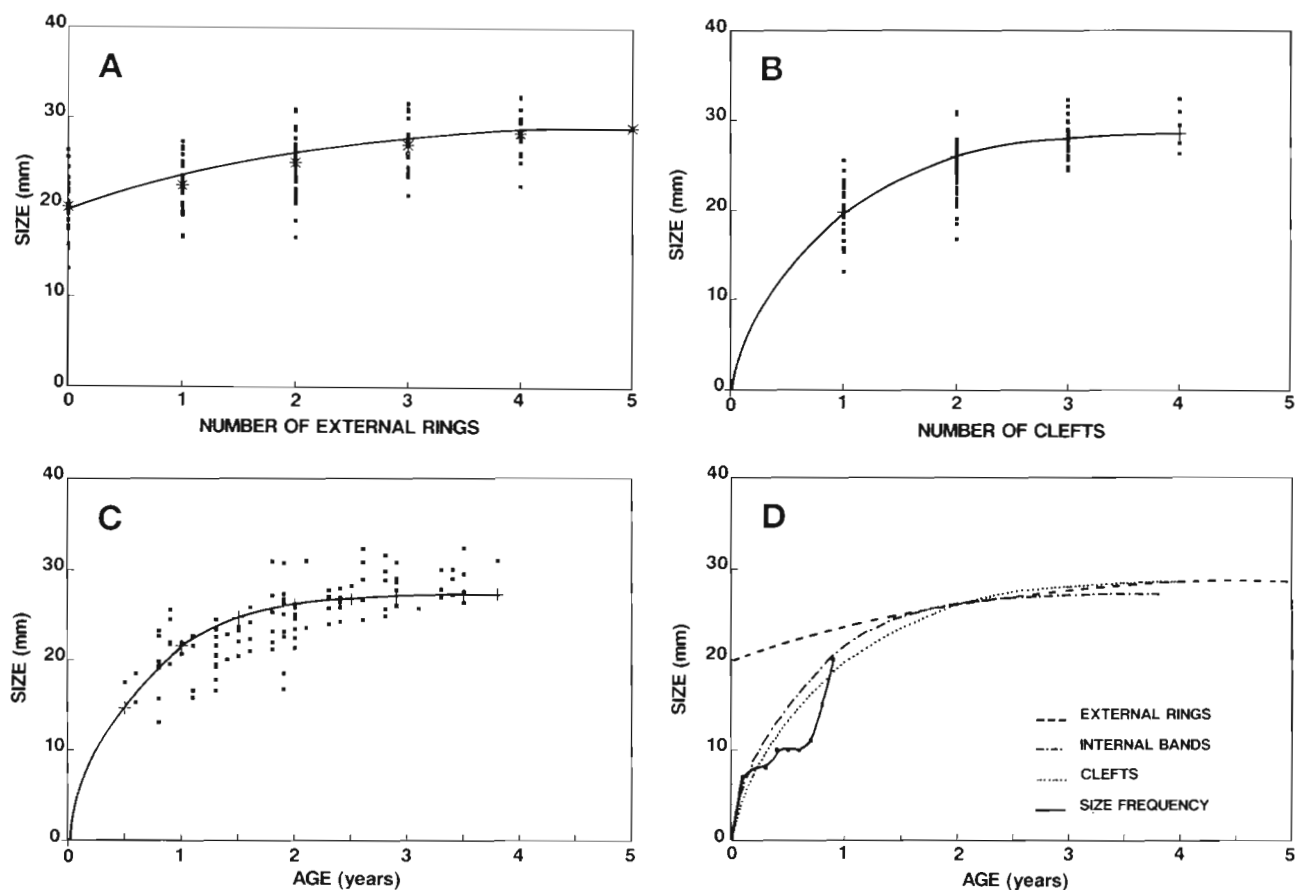 A
SIZE (mm)
40
30
20
10
0
0 1 2 3 4 5
NUMBER OF EXTERNAL RINGS
B
SIZE (mm)
40
30
20
10
0
0 1 2 3 4 5
NUMBER OF CLEFTS
C
SIZE (mm)
40
30
20
10
0
0 1 2 3 4 5
AGE (years)
D
SIZE (mm)
40
30
20
10
0
EXTERNAL RINGS
INTERNAL BANDS
CLEFTS
SIZE FREQUENCY
0 1 2 3 4 5
AGE (years)